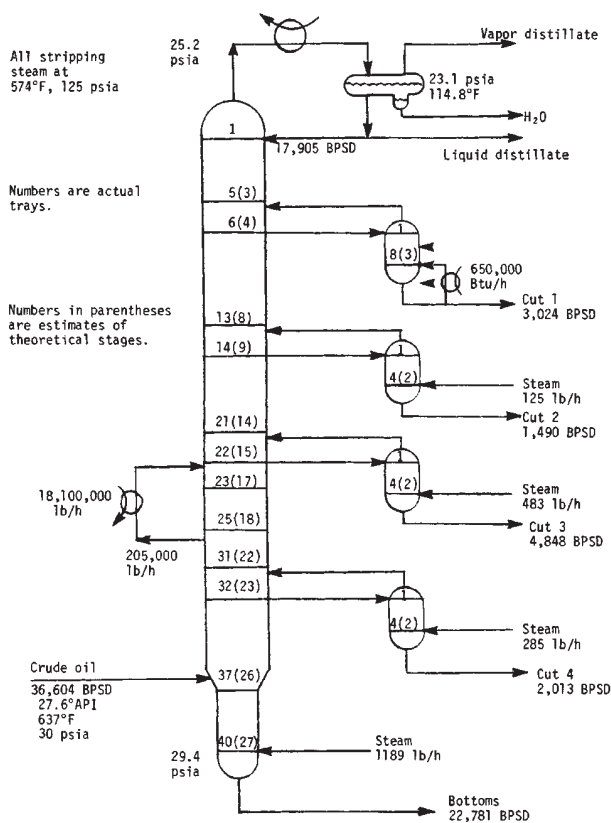 All stripping
steam at
574°F, 125 psia
25.2
psia
Vapor distillate
23.1 psia
114.8°F
H₂O
1
17,905 BPSD
Liquid distillate
Numbers are actual
trays.
5(3)
6(4)
1
8(3)
650,000
Btu/h
Cut 1
3,024 BPSD
Numbers in parentheses
are estimates of
theoretical stages.
13(8)
14(9)
1
4(2)
Steam
125 lb/h
Cut 2
1,490 BPSD
21(14)
22(15)
23(17)
1
4(2)
Steam
483 lb/h
Cut 3
4,848 BPSD
18,100,000
lb/h
25(18)
205,000
lb/h
31(22)
32(23)
1
4(2)
Steam
285 lb/h
Cut 4
2,013 BPSD
Crude oil
36,604 BPSD
27.6°API
637°F
30 psia
37(26)
40(27)
29.4
psia
Steam
1189 lb/h
Bottoms
22,781 BPSD